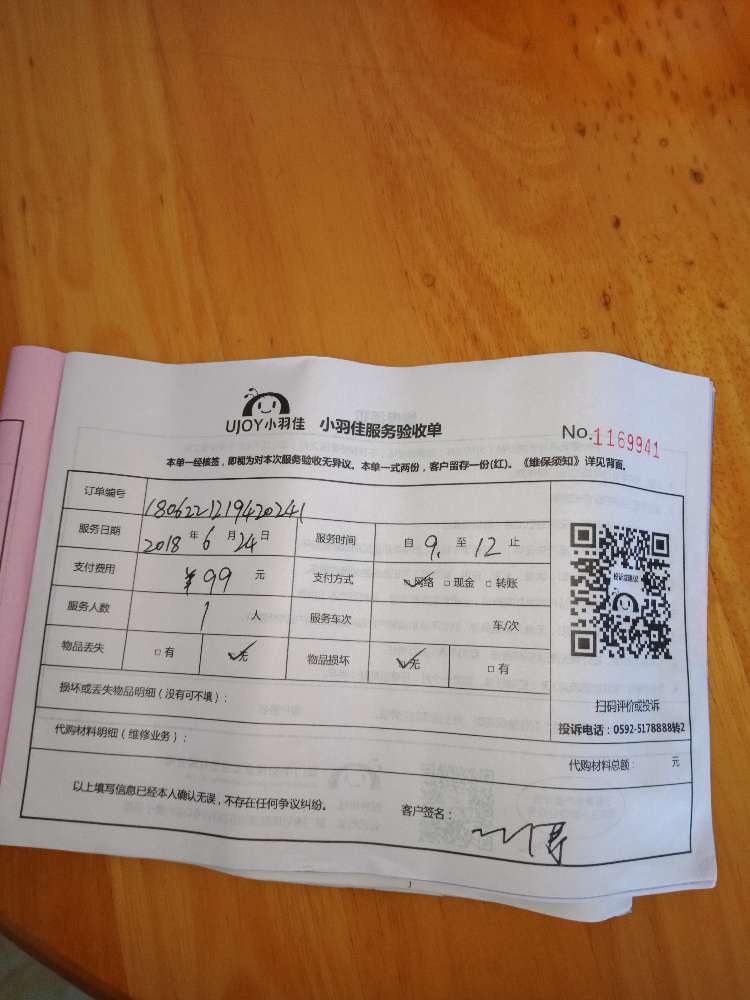 UJOY小羽佳 小羽佳服务验收单 No.1169941
本单一经核签，即视为对本次服务验收无异议。本单一式两份，客户留存一份(红)。《维保须知》详见背面。
订单编号 1806221219420241
服务日期 2018年6月24日 服务时间 自9.至12止
支付费用 ¥99元 支付方式 网络 现金 转账
服务人数 1人 服务车次 车/次
物品丢失 有 无 物品损坏 无 有
扫码评价或投诉
投诉电话：0592-5178888转2
损坏或丢失物品明细（没有可不填）：
代购材料明细（维修业务）： 代购材料总额： 元
以上填写信息已经本人确认无误，不存在任何争议纠纷。 客户签名：